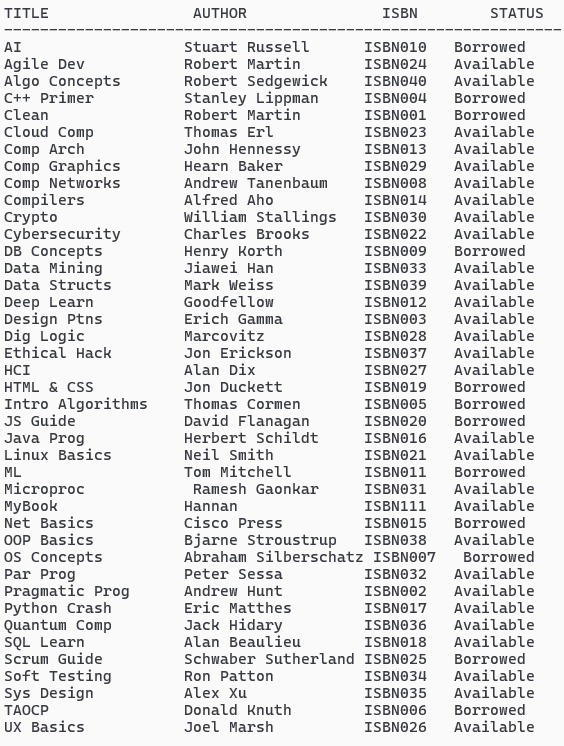 TITLE                AUTHOR               ISBN        STATUS
--------------------------------------------------------------
AI                  Stuart Russell      ISBN010   Borrowed
Agile Dev           Robert Martin       ISBN024   Available
Algo Concepts       Robert Sedgewick    ISBN040   Available
C++ Primer          Stanley Lippman     ISBN004   Borrowed
Clean               Robert Martin       ISBN001   Borrowed
Cloud Comp          Thomas Erl          ISBN023   Available
Comp Arch           John Hennessy       ISBN013   Available
Comp Graphics       Hearn Baker         ISBN029   Available
Comp Networks       Andrew Tanenbaum    ISBN008   Available
Compilers           Alfred Aho          ISBN014   Available
Crypto              William Stallings   ISBN030   Available
Cybersecurity       Charles Brooks      ISBN022   Available
DB Concepts         Henry Korth         ISBN009   Borrowed
Data Mining         Jiawei Han          ISBN033   Available
Data Structs        Mark Weiss          ISBN039   Available
Deep Learn          Goodfellow          ISBN012   Available
Design Ptns         Erich Gamma         ISBN003   Available
Dig Logic           Marcovitz           ISBN028   Available
Ethical Hack        Jon Erickson        ISBN037   Available
HCI                 Alan Dix            ISBN027   Available
HTML & CSS          Jon Duckett         ISBN019   Borrowed
Intro Algorithms    Thomas Cormen       ISBN005   Borrowed
JS Guide            David Flanagan      ISBN020   Borrowed
Java Prog           Herbert Schildt     ISBN016   Available
Linux Basics        Neil Smith          ISBN021   Available
ML                  Tom Mitchell        ISBN011   Borrowed
Microproc            Ramesh Gaonkar     ISBN031   Available
MyBook              Hannan              ISBN111   Available
Net Basics          Cisco Press         ISBN015   Borrowed
OOP Basics          Bjarne Stroustrup   ISBN038   Available
OS Concepts         Abraham Silberschatz ISBN007   Borrowed
Par Prog            Peter Sessa         ISBN032   Available
Pragmatic Prog      Andrew Hunt         ISBN002   Available
Python Crash        Eric Matthes        ISBN017   Available
Quantum Comp        Jack Hidary         ISBN036   Available
SQL Learn           Alan Beaulieu       ISBN018   Available
Scrum Guide         Schwaber Sutherland ISBN025   Borrowed
Soft Testing        Ron Patton          ISBN034   Available
Sys Design          Alex Xu             ISBN035   Available
TAOCP               Donald Knuth        ISBN006   Borrowed
UX Basics           Joel Marsh          ISBN026   Available